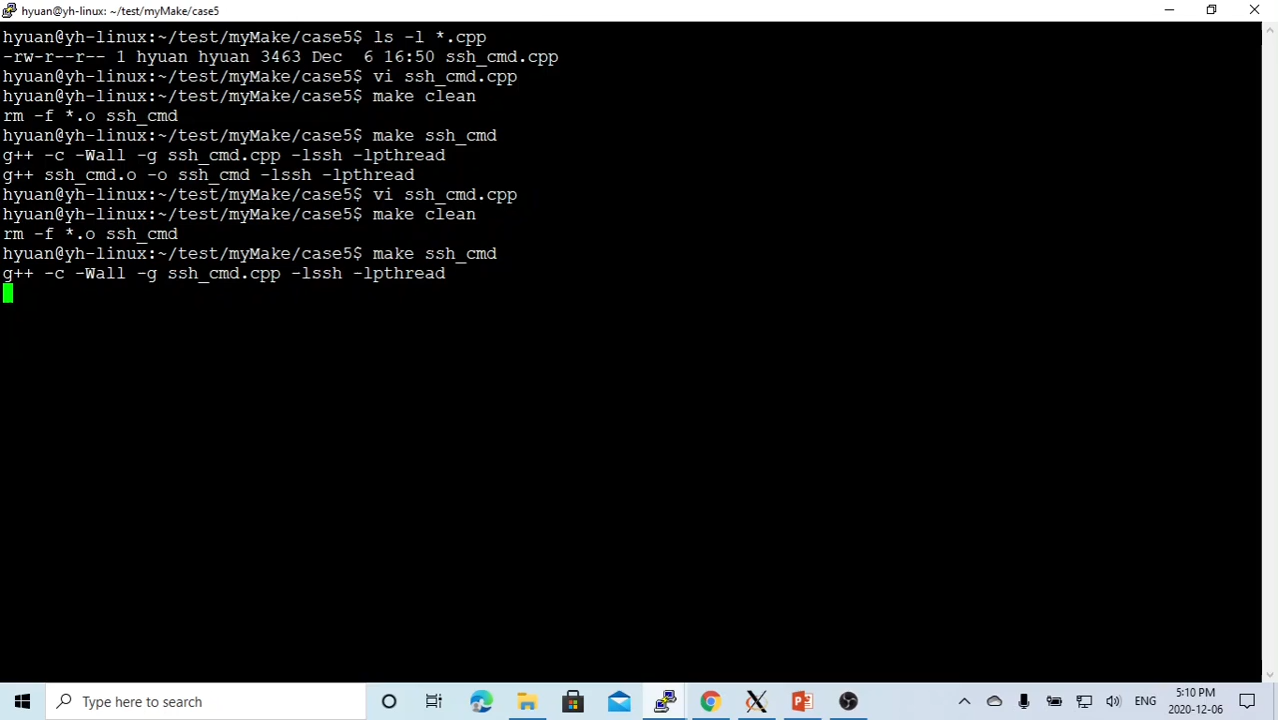 hyuan@yh-linux: ~/test/myMake/case5
hyuan@yh-linux:~/test/myMake/case5$ ls -l *.cpp
-rw-r--r-- 1 hyuan hyuan 3463 Dec  6 16:50 ssh_cmd.cpp
hyuan@yh-linux:~/test/myMake/case5$ vi ssh_cmd.cpp
hyuan@yh-linux:~/test/myMake/case5$ make clean
rm -f *.o ssh_cmd
hyuan@yh-linux:~/test/myMake/case5$ make ssh_cmd
g++ -c -Wall -g ssh_cmd.cpp -lssh -lpthread
g++ ssh_cmd.o -o ssh_cmd -lssh -lpthread
hyuan@yh-linux:~/test/myMake/case5$ vi ssh_cmd.cpp
hyuan@yh-linux:~/test/myMake/case5$ make clean
rm -f *.o ssh_cmd
hyuan@yh-linux:~/test/myMake/case5$ make ssh_cmd
g++ -c -Wall -g ssh_cmd.cpp -lssh -lpthread
Type here to search
ENG
5:10 PM
2020-12-06